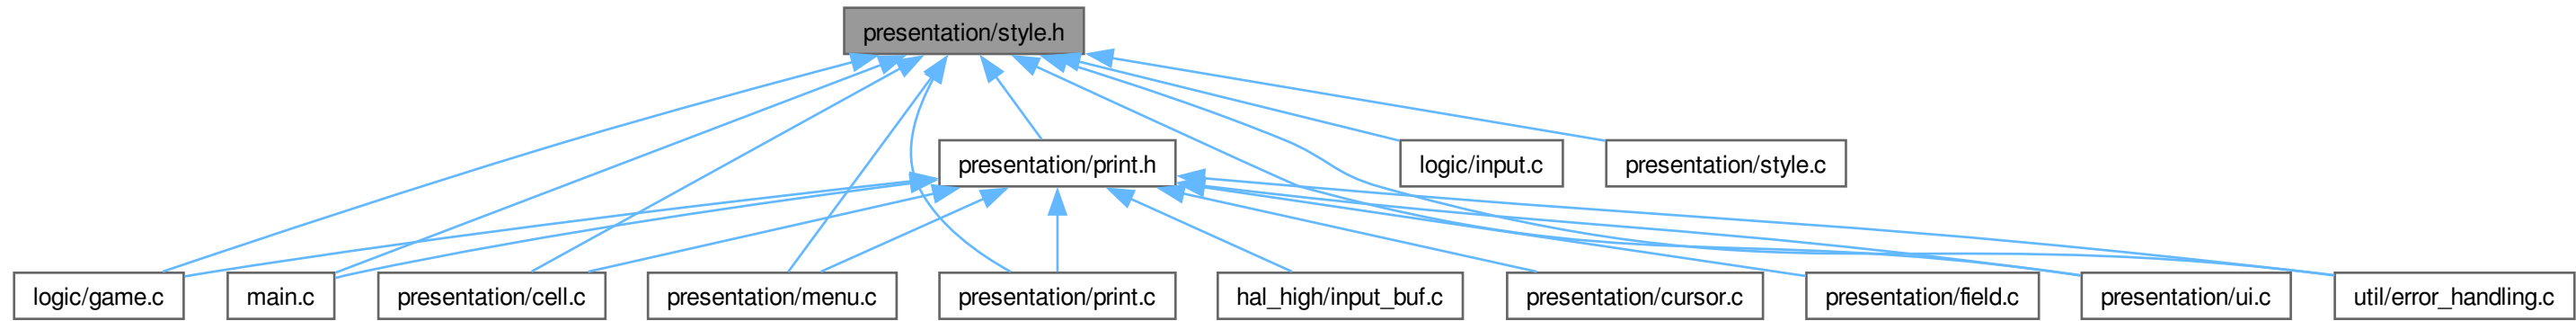 presentation/style.h
presentation/print.h
logic/input.c
presentation/style.c
logic/game.c
main.c
presentation/cell.c
presentation/menu.c
presentation/print.c
hal_high/input_buf.c
presentation/cursor.c
presentation/field.c
presentation/ui.c
util/error_handling.c